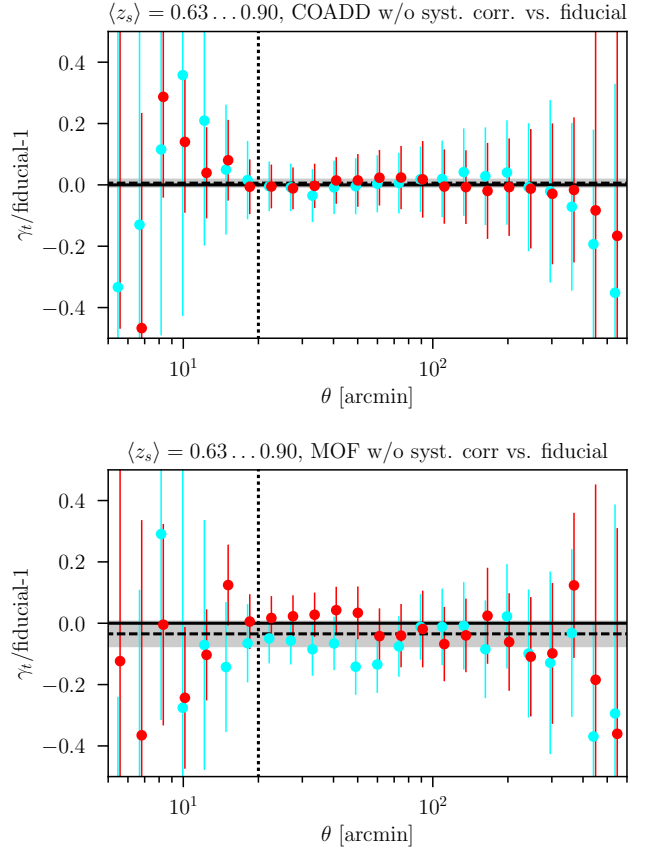 ⟨z_s⟩ = 0.63…0.90, COADD w/o syst. corr. vs. fiducial
0.4
0.2
0.0
−0.2
−0.4
γ_t/fiducial-1
10^1
10^2
θ [arcmin]
⟨z_s⟩ = 0.63…0.90, MOF w/o syst. corr vs. fiducial
0.4
0.2
0.0
−0.2
−0.4
γ_t/fiducial-1
10^1
10^2
θ [arcmin]